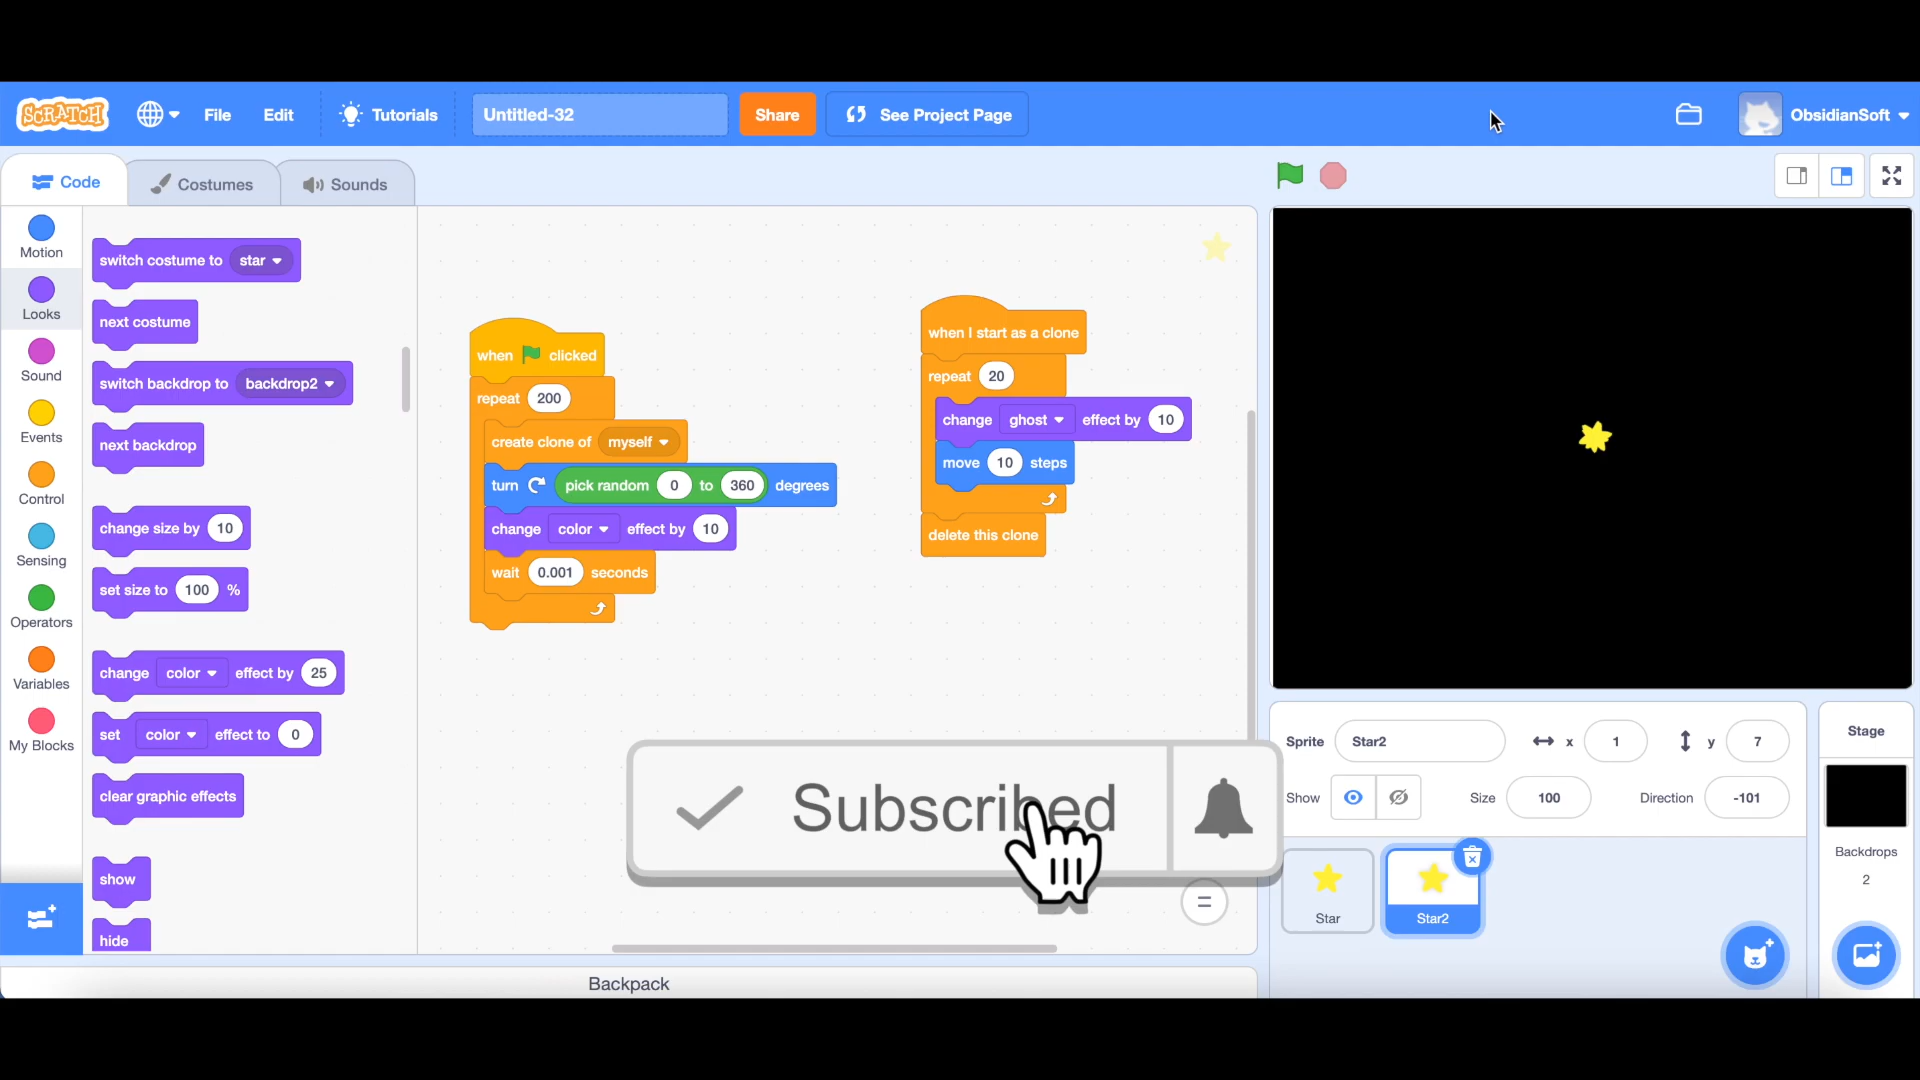 SCRATCH File Edit Tutorials Untitled-32 Share See Project Page ObsidianSoft
Code Costumes Sounds
Motion
Looks
Sound
Events
Control
Sensing
Operators
Variables
My Blocks
switch costume to star
next costume
switch backdrop to backdrop2
next backdrop
change size by 10
set size to 100 %
change color effect by 25
set color effect to 0
clear graphic effects
show
hide
when clicked
repeat 200
create clone of myself
turn pick random 0 to 360 degrees
change color effect by 10
wait 0.001 seconds
when I start as a clone
repeat 20
change ghost effect by 10
move 10 steps
delete this clone
Subscribed
Sprite Star2 x 1 y 7
Show Size 100 Direction -101
Star
Star2
Stage
Backdrops
2
Backpack